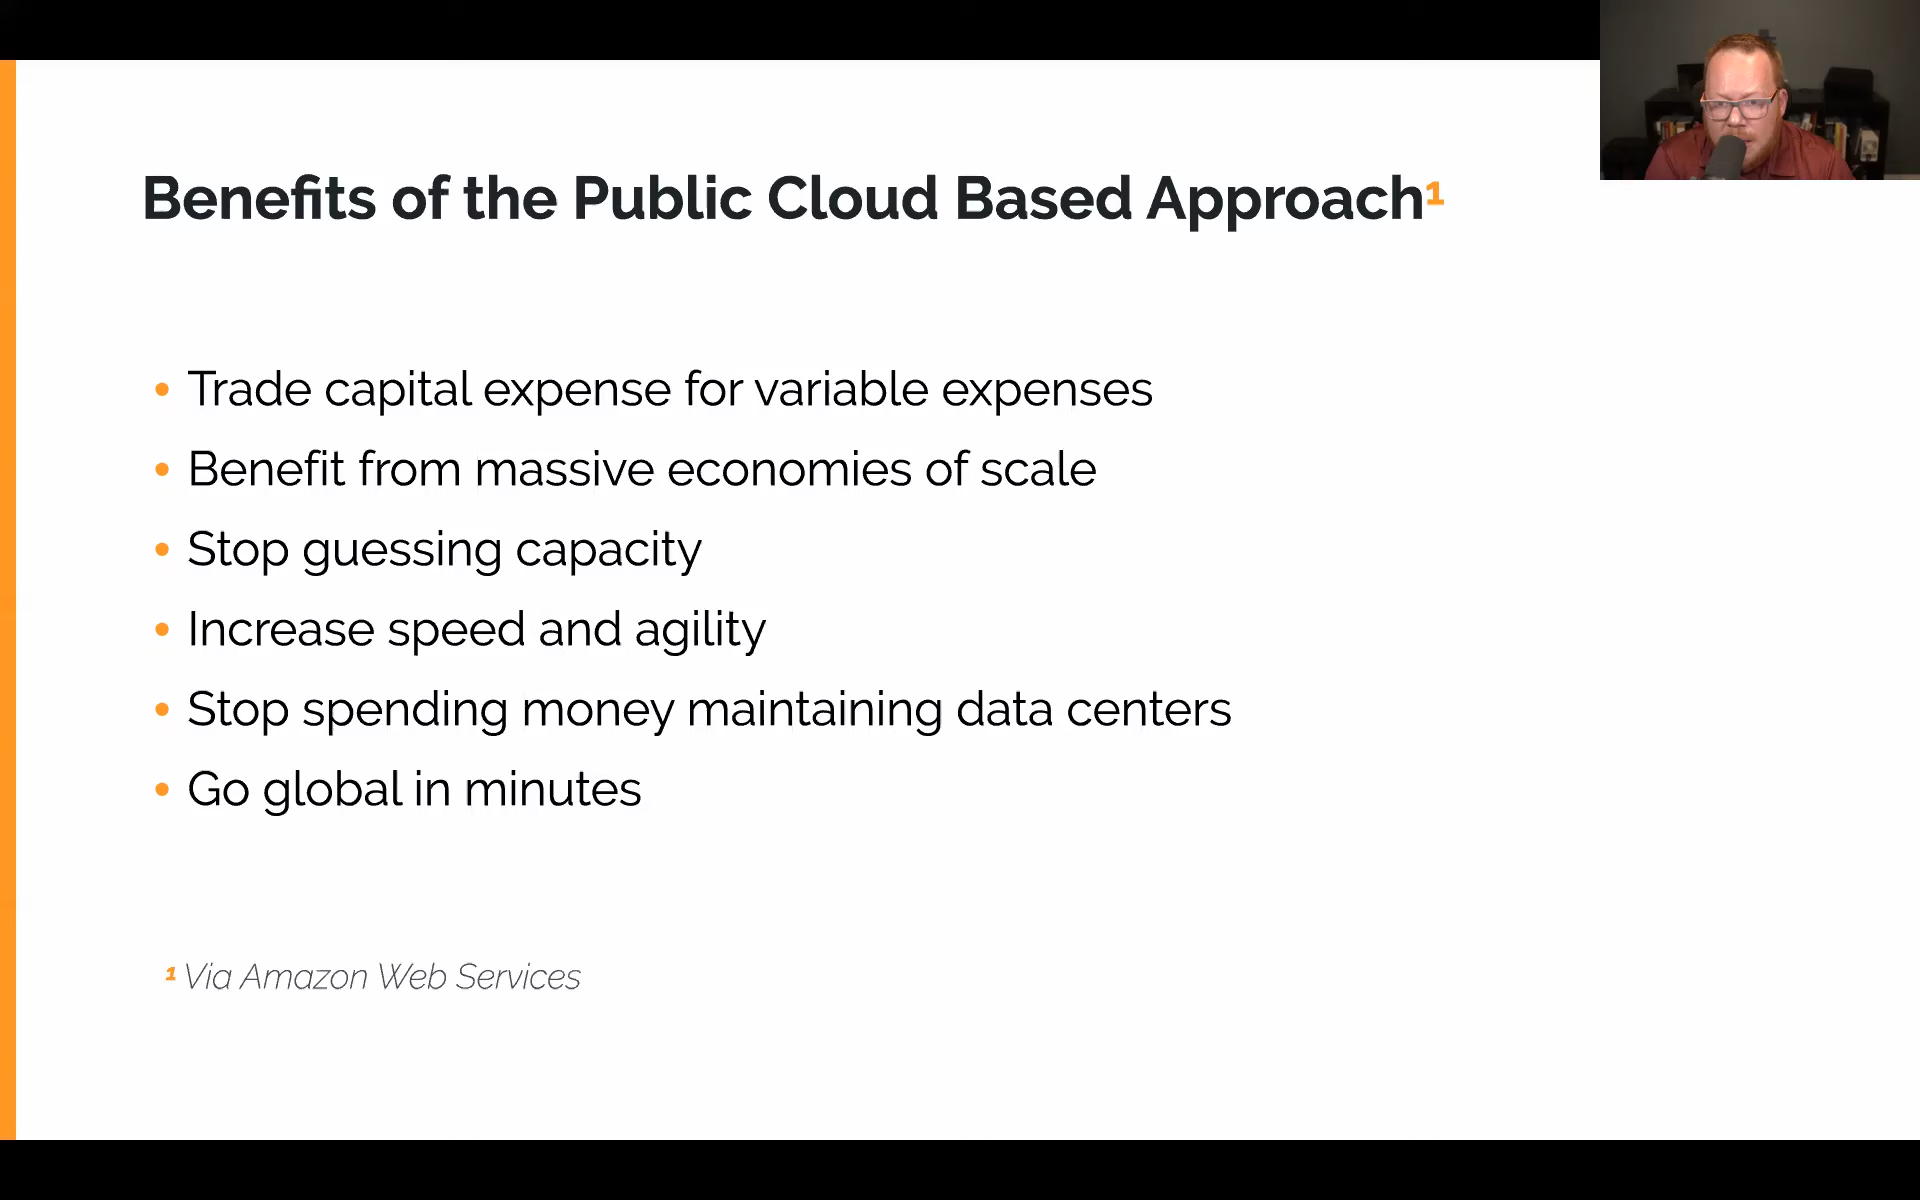 Benefits of the Public Cloud Based Approach¹
• Trade capital expense for variable expenses
• Benefit from massive economies of scale
• Stop guessing capacity
• Increase speed and agility
• Stop spending money maintaining data centers
• Go global in minutes
¹ Via Amazon Web Services